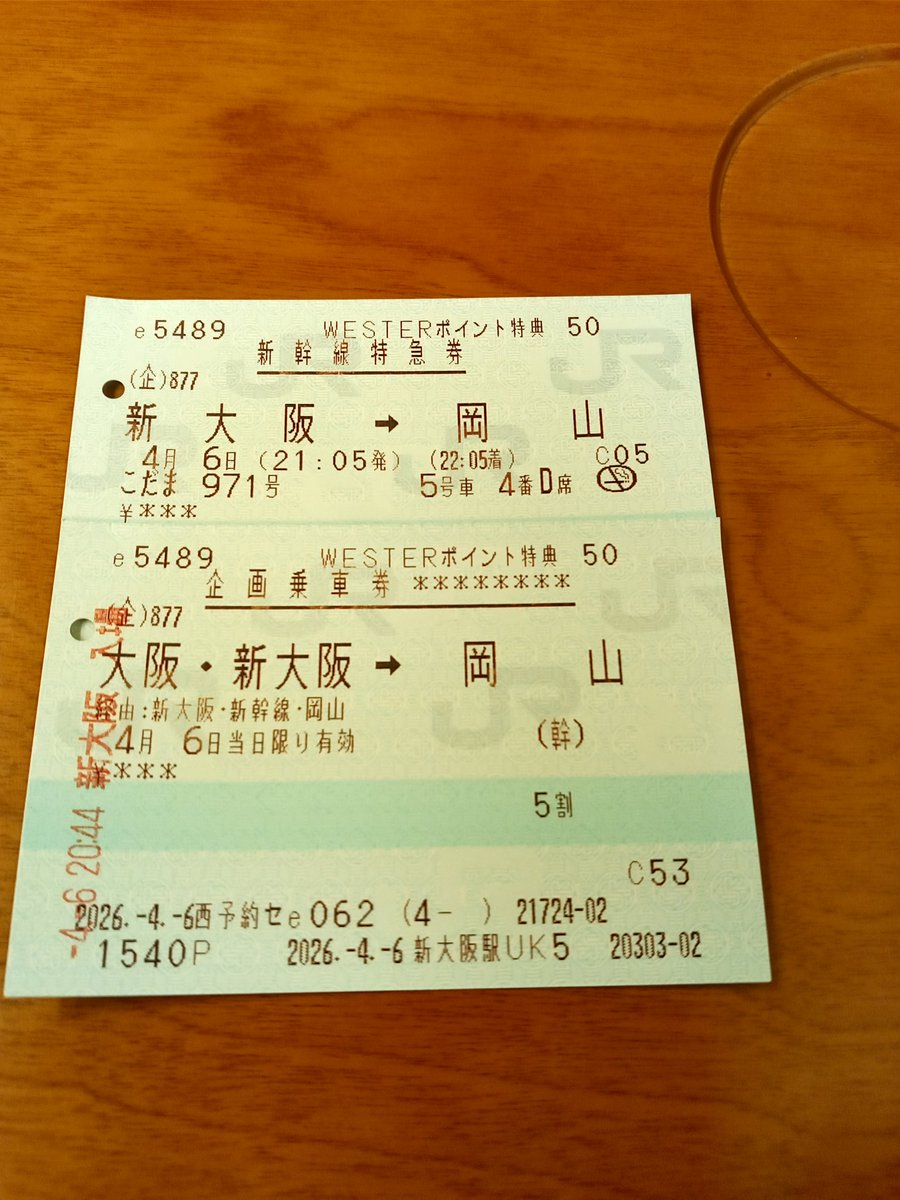 e5489 WESTERポイント特典 50
新幹線特急券
(企)877
新大阪 ➡ 岡山
4月 6日 (21:05発) (22:05着) C05
こだま 971号 5号車 4番D席
¥***
e5489 WESTERポイント特典 50
企画乗車券 ********
(企)877
大阪・新大阪 ➡ 岡山
経由:新大阪・新幹線・岡山
4月 6日当日限り有効 (幹)
¥***
5割
C53
2026.-4.-6西予約セe062 (4- ) 21724-02
1540P 2026.-4.-6 新大阪駅UK5 20303-02
-4.-6 20:44 新大阪 入場
JR